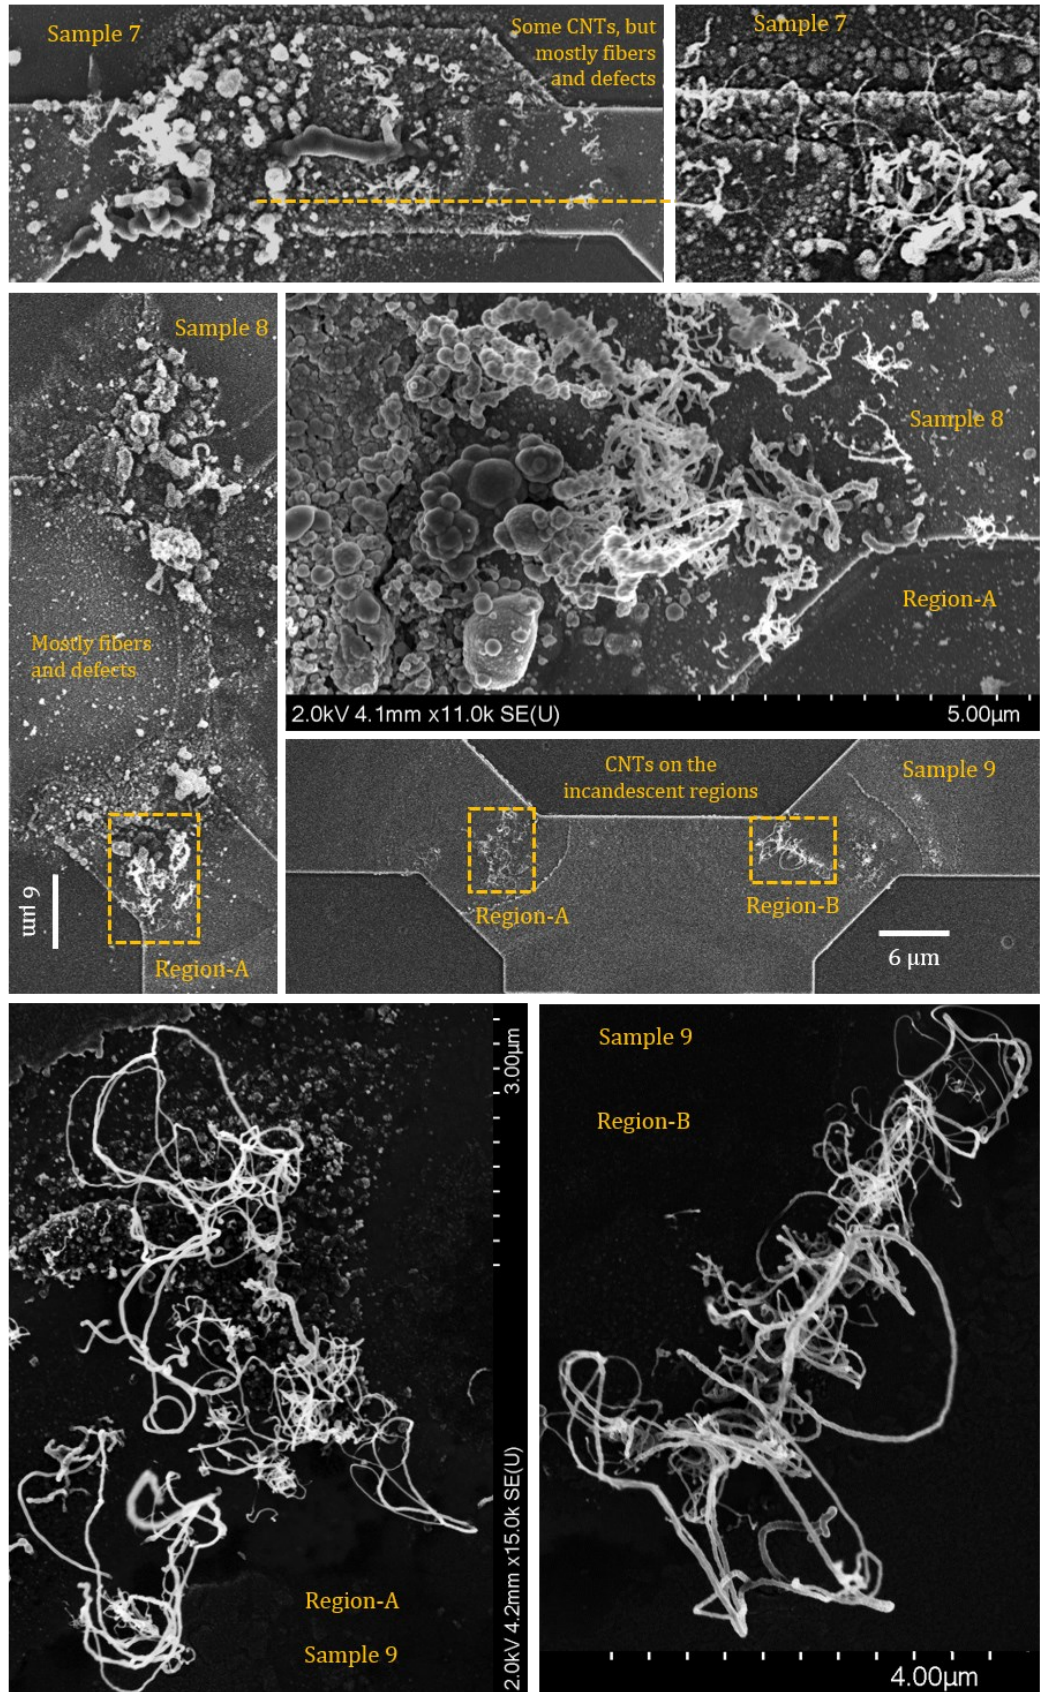 Sample 7
Some CNTs, but
mostly fibers
and defects
Sample 7
Sample 8
Mostly fibers
and defects
6 µm
Region-A
Sample 8
Region-A
2.0kV 4.1mm x11.0k SE(U)
5.00µm
CNTs on the
incandescent regions
Sample 9
Region-A
Region-B
6 µm
Region-A
Sample 9
2.0kV 4.2mm x15.0k SE(U)
3.00µm
Sample 9
Region-B
4.00µm